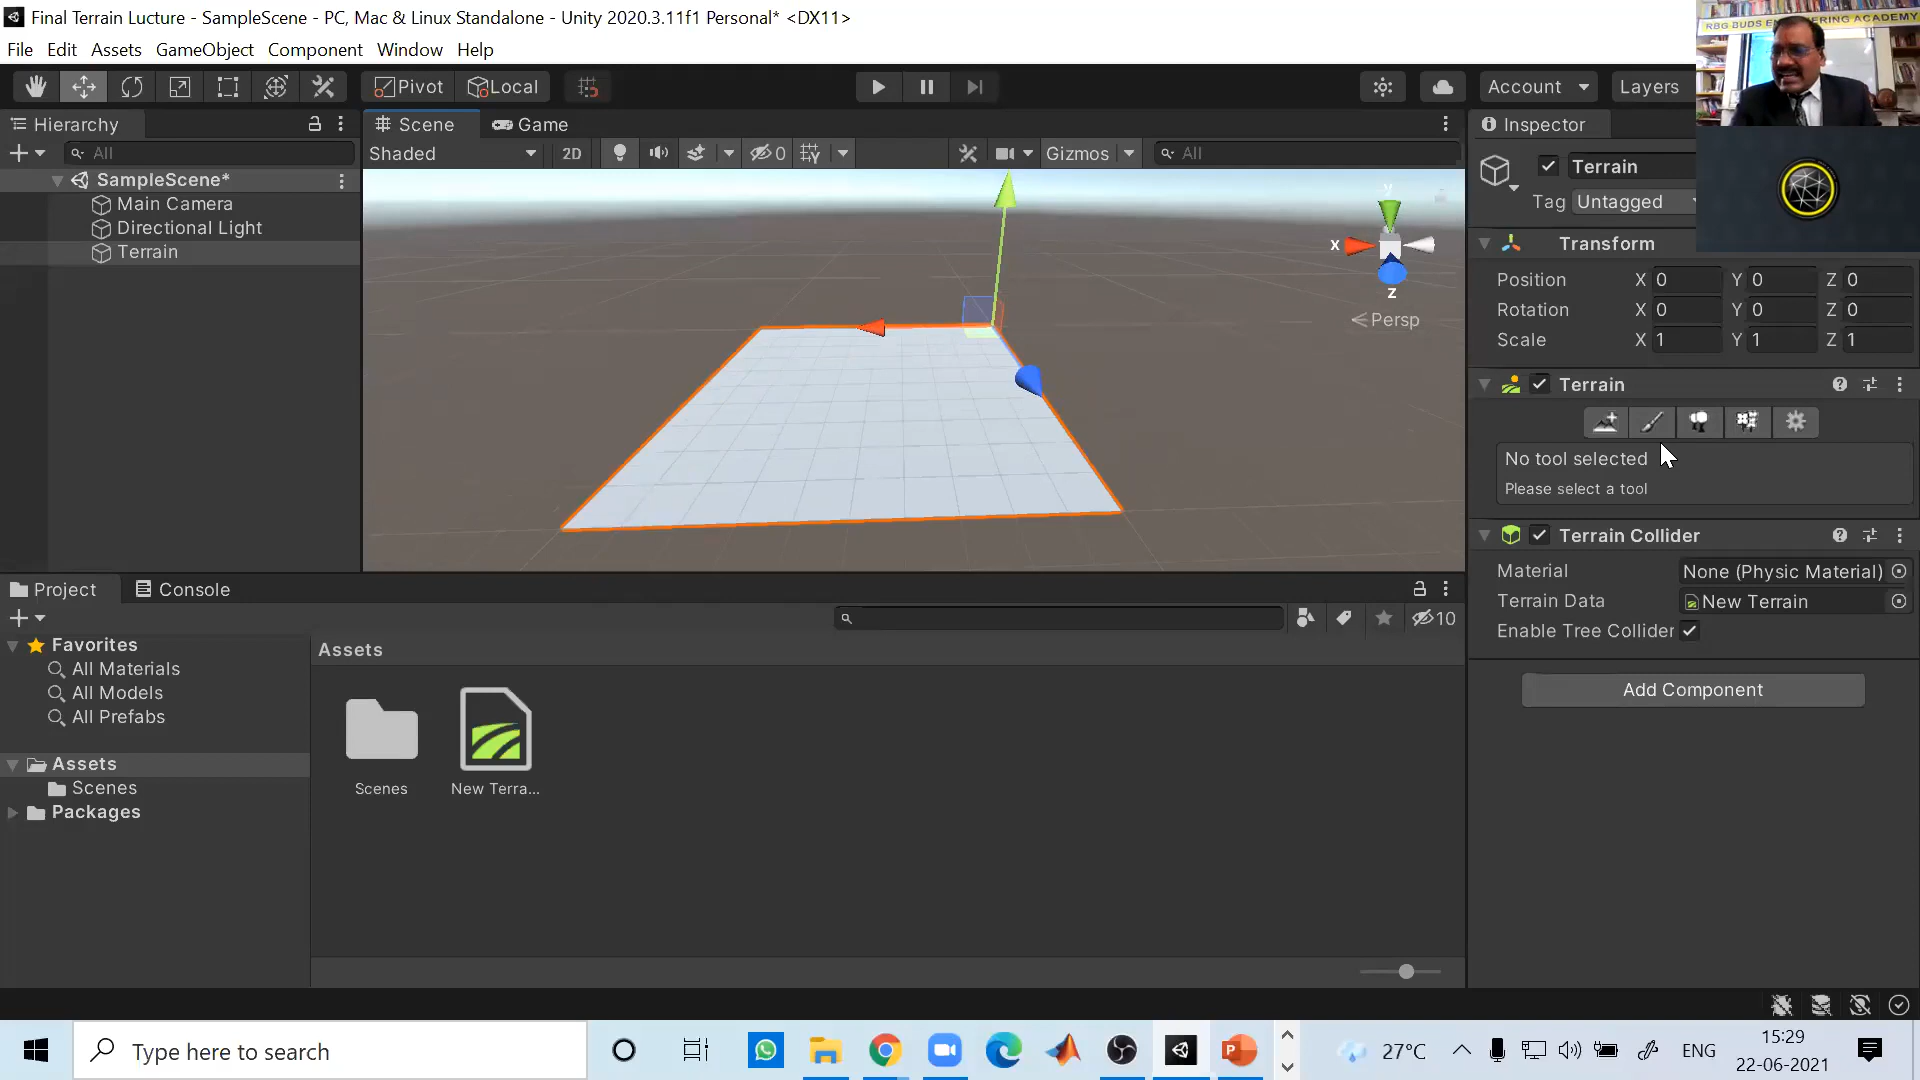 Final Terrain Lucture - SampleScene - PC, Mac & Linux Standalone - Unity 2020.3.11f1 Personal* <DX11>
File Edit Assets GameObject Component Window Help
Pivot Local Account Layers
RBG BUDS ENGINEERING ACADEMY
Hierarchy
All
SampleScene*
Main Camera
Directional Light
Terrain
Scene Game
Shaded 2D 0 Gizmos All
y
x
z
Persp
Inspector
Terrain
Tag Untagged
Transform
Position X 0 Y 0 Z 0
Rotation X 0 Y 0 Z 0
Scale X 1 Y 1 Z 1
Terrain
No tool selected
Please select a tool
Terrain Collider
Material None (Physic Material)
Terrain Data New Terrain
Enable Tree Collider
Add Component
Project Console
10
Favorites
All Materials
All Models
All Prefabs
Assets
Scenes
Packages
Assets
Scenes
New Terra...
Type here to search
27°C
ENG
15:29
22-06-2021